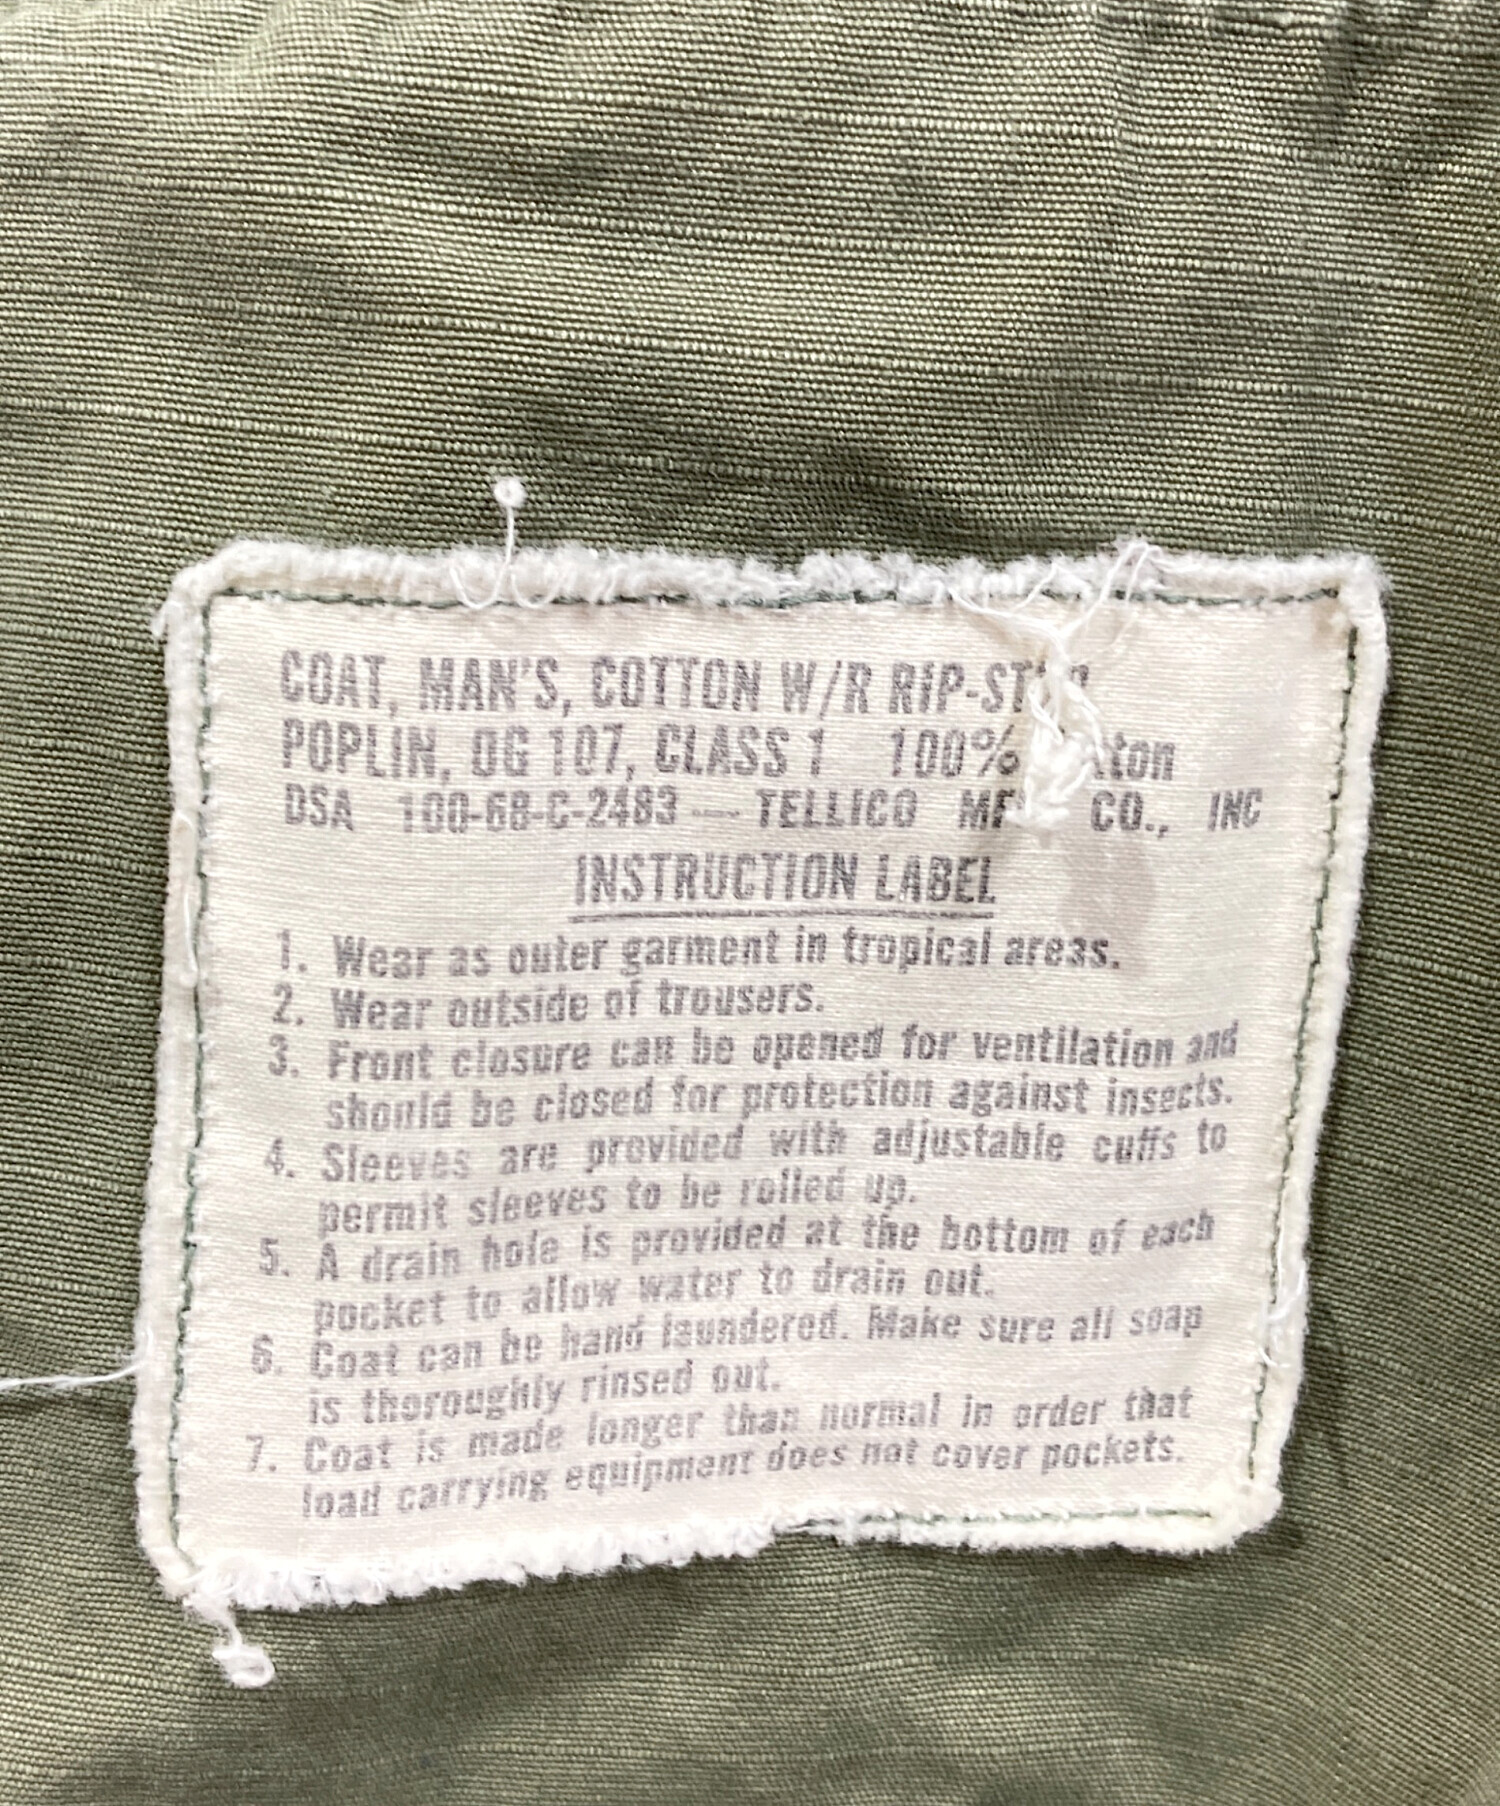 COAT, MAN'S, COTTON W/R RIP-STOP
POPLIN, OG 107, CLASS 1 100% Cotton
DSA 100-68-C-2483 — TELLICO MFG CO., INC
INSTRUCTION LABEL
1. Wear as outer garment in tropical areas.
2. Wear outside of trousers.
3. Front closure can be opened for ventilation and
should be closed for protection against insects.
4. Sleeves are provided with adjustable cuffs to
permit sleeves to be rolled up.
5. A drain hole is provided at the bottom of each
pocket to allow water to drain out.
6. Coat can be hand laundered. Make sure all soap
is thoroughly rinsed out.
7. Coat is made longer than normal in order that
load carrying equipment does not cover pockets.